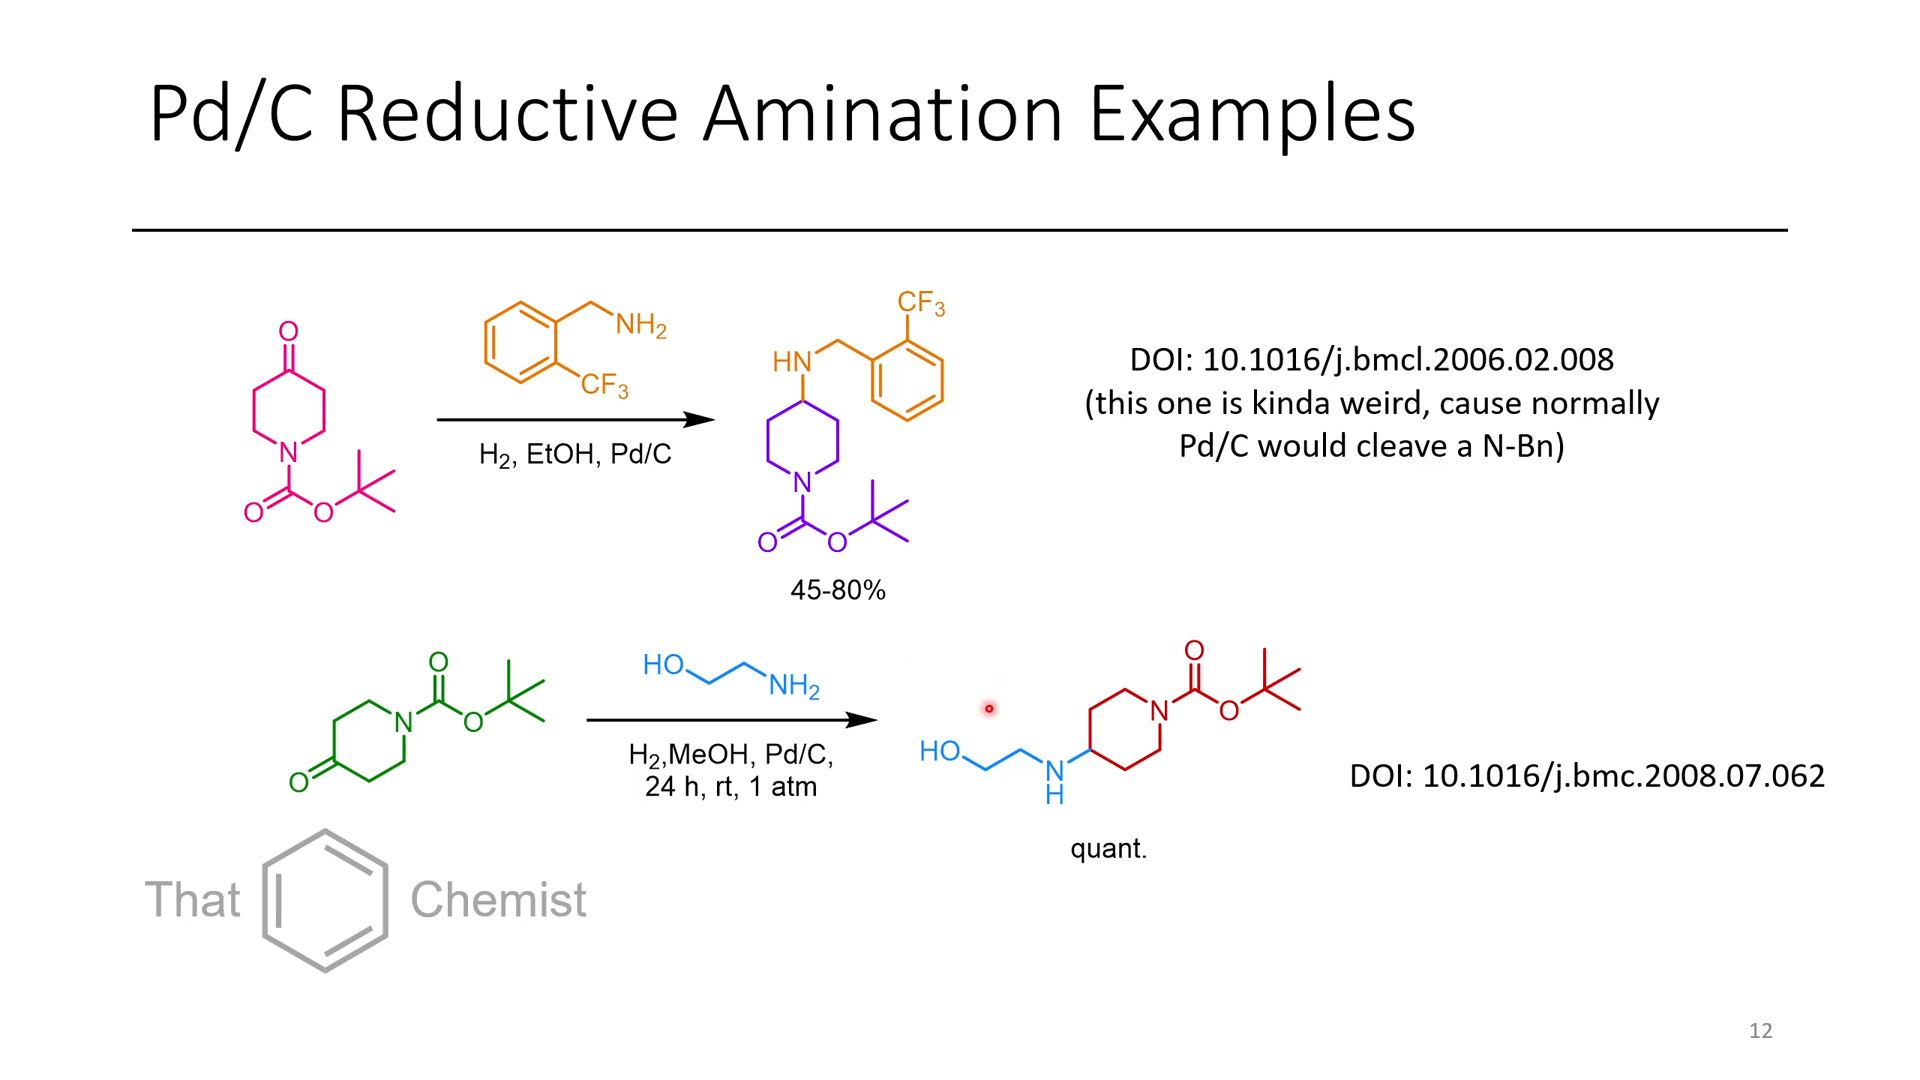 Pd/C Reductive Amination Examples
O
N
O
O
NH₂
CF₃
H₂, EtOH, Pd/C
CF₃
HN
N
O
O
45-80%
DOI: 10.1016/j.bmcl.2006.02.008
(this one is kinda weird, cause normally
Pd/C would cleave a N-Bn)
O
N
O
O
HO
NH₂
H₂,MeOH, Pd/C,
24 h, rt, 1 atm
O
N
O
HO
N
H
quant.
DOI: 10.1016/j.bmc.2008.07.062
That Chemist
12